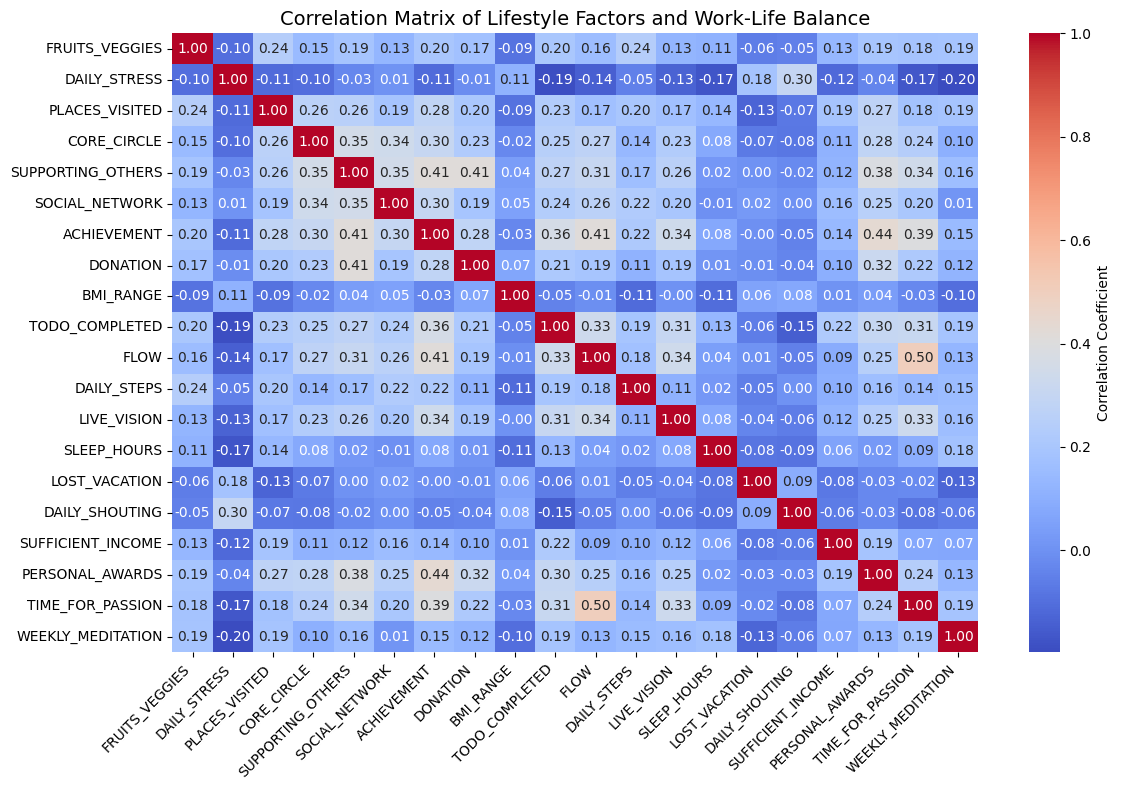 Correlation Matrix of Lifestyle Factors and Work-Life Balance
FRUITS_VEGGIES 1.00 -0.10 0.24 0.15 0.19 0.13 0.20 0.17 -0.09 0.20 0.16 0.24 0.13 0.11 -0.06 -0.05 0.13 0.19 0.18 0.19
DAILY_STRESS -0.10 1.00 -0.11 -0.10 -0.03 0.01 -0.11 -0.01 0.11 -0.19 -0.14 -0.05 -0.13 -0.17 0.18 0.30 -0.12 -0.04 -0.17 -0.20
PLACES_VISITED 0.24 -0.11 1.00 0.26 0.26 0.19 0.28 0.20 -0.09 0.23 0.17 0.20 0.17 0.14 -0.13 -0.07 0.19 0.27 0.18 0.19
CORE_CIRCLE 0.15 -0.10 0.26 1.00 0.35 0.34 0.30 0.23 -0.02 0.25 0.27 0.14 0.23 0.08 -0.07 -0.08 0.11 0.28 0.24 0.10
SUPPORTING_OTHERS 0.19 -0.03 0.26 0.35 1.00 0.35 0.41 0.41 0.04 0.27 0.31 0.17 0.26 0.02 0.00 -0.02 0.12 0.38 0.34 0.16
SOCIAL_NETWORK 0.13 0.01 0.19 0.34 0.35 1.00 0.30 0.19 0.05 0.24 0.26 0.22 0.20 -0.01 0.02 0.00 0.16 0.25 0.20 0.01
ACHIEVEMENT 0.20 -0.11 0.28 0.30 0.41 0.30 1.00 0.28 -0.03 0.36 0.41 0.22 0.34 0.08 -0.00 -0.05 0.14 0.44 0.39 0.15
DONATION 0.17 -0.01 0.20 0.23 0.41 0.19 0.28 1.00 0.07 0.21 0.19 0.11 0.19 0.01 -0.01 -0.04 0.10 0.32 0.22 0.12
BMI_RANGE -0.09 0.11 -0.09 -0.02 0.04 0.05 -0.03 0.07 1.00 -0.05 -0.01 -0.11 -0.00 -0.11 0.06 0.08 0.01 0.04 -0.03 -0.10
TODO_COMPLETED 0.20 -0.19 0.23 0.25 0.27 0.24 0.36 0.21 -0.05 1.00 0.33 0.19 0.31 0.13 -0.06 -0.15 0.22 0.30 0.31 0.19
FLOW 0.16 -0.14 0.17 0.27 0.31 0.26 0.41 0.19 -0.01 0.33 1.00 0.18 0.34 0.04 0.01 -0.05 0.09 0.25 0.50 0.13
DAILY_STEPS 0.24 -0.05 0.20 0.14 0.17 0.22 0.22 0.11 -0.11 0.19 0.18 1.00 0.11 0.02 -0.05 0.00 0.10 0.16 0.14 0.15
LIVE_VISION 0.13 -0.13 0.17 0.23 0.26 0.20 0.34 0.19 -0.00 0.31 0.34 0.11 1.00 0.08 -0.04 -0.06 0.12 0.25 0.33 0.16
SLEEP_HOURS 0.11 -0.17 0.14 0.08 0.02 -0.01 0.08 0.01 -0.11 0.13 0.04 0.02 0.08 1.00 -0.08 -0.09 0.06 0.02 0.09 0.18
LOST_VACATION -0.06 0.18 -0.13 -0.07 0.00 0.02 -0.00 -0.01 0.06 -0.06 0.01 -0.05 -0.04 -0.08 1.00 0.09 -0.08 -0.03 -0.02 -0.13
DAILY_SHOUTING -0.05 0.30 -0.07 -0.08 -0.02 0.00 -0.05 -0.04 0.08 -0.15 -0.05 0.00 -0.06 -0.09 0.09 1.00 -0.06 -0.03 -0.08 -0.06
SUFFICIENT_INCOME 0.13 -0.12 0.19 0.11 0.12 0.16 0.14 0.10 0.01 0.22 0.09 0.10 0.12 0.06 -0.08 -0.06 1.00 0.19 0.07 0.07
PERSONAL_AWARDS 0.19 -0.04 0.27 0.28 0.38 0.25 0.44 0.32 0.04 0.30 0.25 0.16 0.25 0.02 -0.03 -0.03 0.19 1.00 0.24 0.13
TIME_FOR_PASSION 0.18 -0.17 0.18 0.24 0.34 0.20 0.39 0.22 -0.03 0.31 0.50 0.14 0.33 0.09 -0.02 -0.08 0.07 0.24 1.00 0.19
WEEKLY_MEDITATION 0.19 -0.20 0.19 0.10 0.16 0.01 0.15 0.12 -0.10 0.19 0.13 0.15 0.16 0.18 -0.13 -0.06 0.07 0.13 0.19 1.00
FRUITS_VEGGIES
DAILY_STRESS
PLACES_VISITED
CORE_CIRCLE
SUPPORTING_OTHERS
SOCIAL_NETWORK
ACHIEVEMENT
DONATION
BMI_RANGE
TODO_COMPLETED
FLOW
DAILY_STEPS
LIVE_VISION
SLEEP_HOURS
LOST_VACATION
DAILY_SHOUTING
SUFFICIENT_INCOME
PERSONAL_AWARDS
TIME_FOR_PASSION
WEEKLY_MEDITATION
1.0
0.8
0.6
0.4
0.2
0.0
Correlation Coefficient